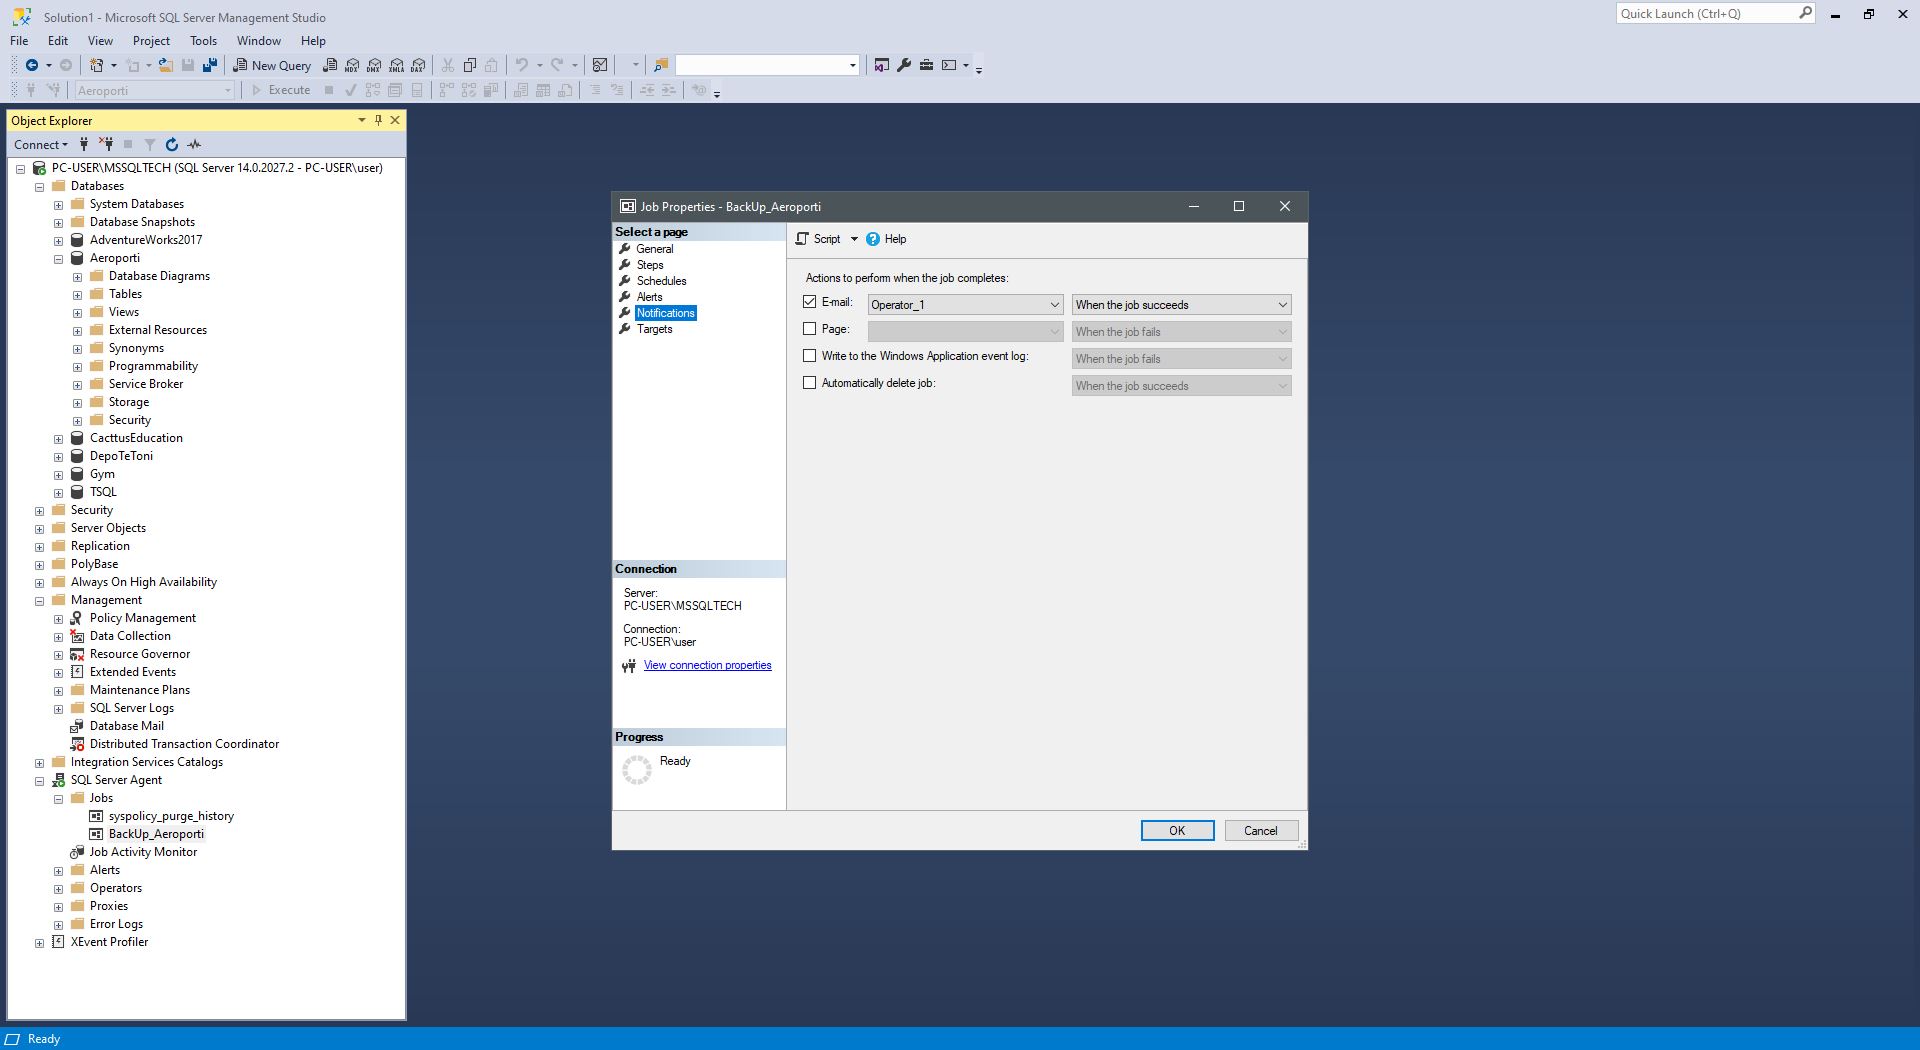 Solution1 - Microsoft SQL Server Management Studio
Quick Launch (Ctrl+Q)
File Edit View Project Tools Window Help
New Query MDX DMX XMLA DAX
Aeroporti Execute
Object Explorer
Connect
PC-USER\MSSQLTECH (SQL Server 14.0.2027.2 - PC-USER\user)
Databases
System Databases
Database Snapshots
AdventureWorks2017
Aeroporti
Database Diagrams
Tables
Views
External Resources
Synonyms
Programmability
Service Broker
Storage
Security
CacttusEducation
DepoTeToni
Gym
TSQL
Security
Server Objects
Replication
PolyBase
Always On High Availability
Management
Policy Management
Data Collection
Resource Governor
Extended Events
Maintenance Plans
SQL Server Logs
Database Mail
Distributed Transaction Coordinator
Integration Services Catalogs
SQL Server Agent
Jobs
syspolicy_purge_history
BackUp_Aeroporti
Job Activity Monitor
Alerts
Operators
Proxies
Error Logs
XEvent Profiler
Job Properties - BackUp_Aeroporti
Select a page
General
Steps
Schedules
Alerts
Notifications
Targets
Connection
Server:
PC-USER\MSSQLTECH
Connection:
PC-USER\user
View connection properties
Progress
Ready
Script Help
Actions to perform when the job completes:
E-mail: Operator_1 When the job succeeds
Page: When the job fails
Write to the Windows Application event log: When the job fails
Automatically delete job: When the job succeeds
OK Cancel
Ready